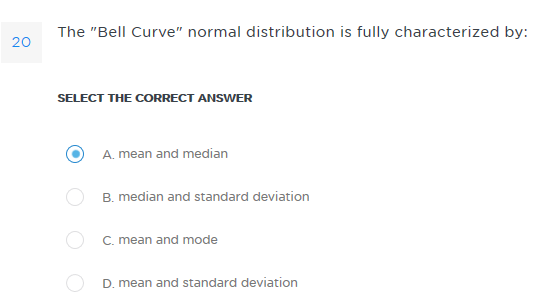 The "Bell Curve" normal distribution is fully characterized by:
20
SELECT THE CORRECT ANSWER
A. mean and median
B. median and standard deviation
C. mean and mode
D. mean and standard deviation